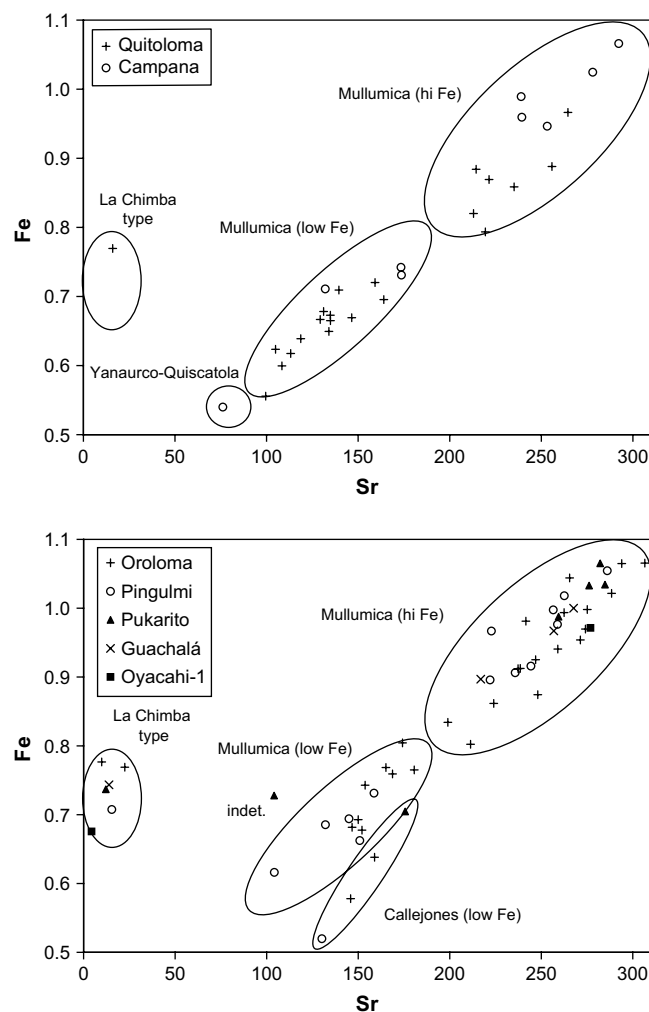 1.1
+ Quitoloma
○ Campana
Mullumica (hi Fe)
1.0
0.9
La Chimba
type
Fe
0.8
Mullumica (low Fe)
0.7
0.6
Yanaurco-Quiscatola
0.5
0 50 100 150 200 250 300
Sr
1.1
+ Oroloma
○ Pingulmi
▲ Pukarito
× Guachalá
■ Oyacahi-1
Mullumica (hi Fe)
1.0
0.9
La Chimba
type
Fe
0.8
Mullumica (low Fe)
indet.
0.7
0.6
Callejones (low Fe)
0.5
0 50 100 150 200 250 300
Sr